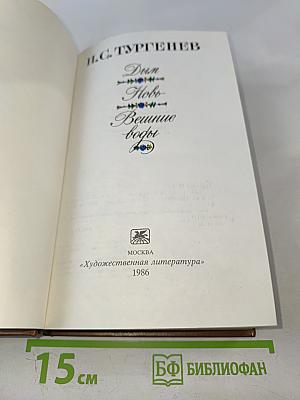 И.С. ТУРГЕНЕВ
Дым
Новь
Вешние
воды
МОСКВА
«Художественная литература»
1986
15 см
БФ БИБЛИОФАН